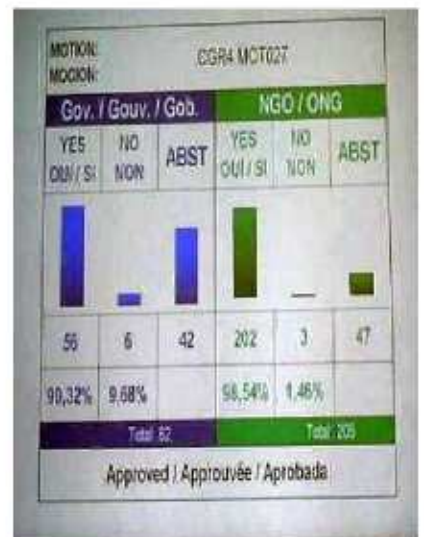 MOTION: CGR4 MOT027
MOCION:
Gov. / Gouv. / Gob. NGO / ONG
YES NO ABST YES NO ABST
OUI / SI NON OUI / SI NON
56 6 42 202 3 47
90,32% 9.68% 98,54% 1,46%
Total: 62 Total: 205
Approved / Approuvée / Aprobada